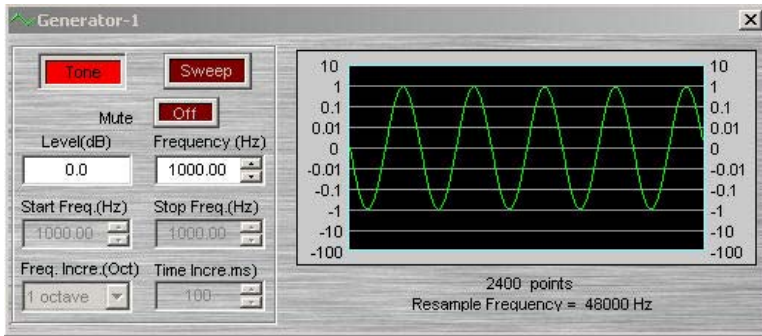 Generator-1
Tone Sweep
Mute Off
Level(dB) Frequency (Hz)
0.0 1000.00
Start Freq.(Hz) Stop Freq.(Hz)
1000.00 1000.00
Freq. Incre.(Oct) Time Incre.ms)
1 octave 100
10 10
1 1
0.1 0.1
0.01 0.01
0 0
-0.01 -0.01
-0.1 -0.1
-1 -1
-10 -10
-100 -100
2400 points
Resample Frequency = 48000 Hz